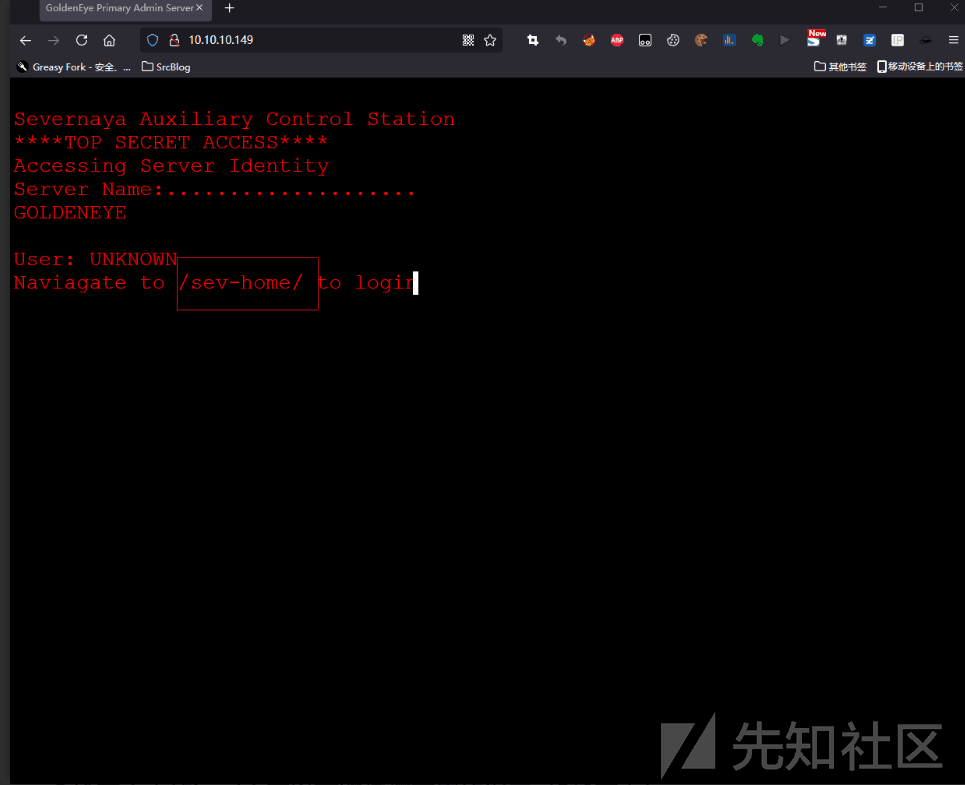 GoldenEye Primary Admin Server
10.10.10.149
ABP
New
S
IP
Greasy Fork - 安全、...
SrcBlog
其他书签
移动设备上的书签
Severnaya Auxiliary Control Station
****TOP SECRET ACCESS****
Accessing Server Identity
Server Name:....................
GOLDENEYE
User: UNKNOWN
Naviagate to /sev-home/ to login
先知社区